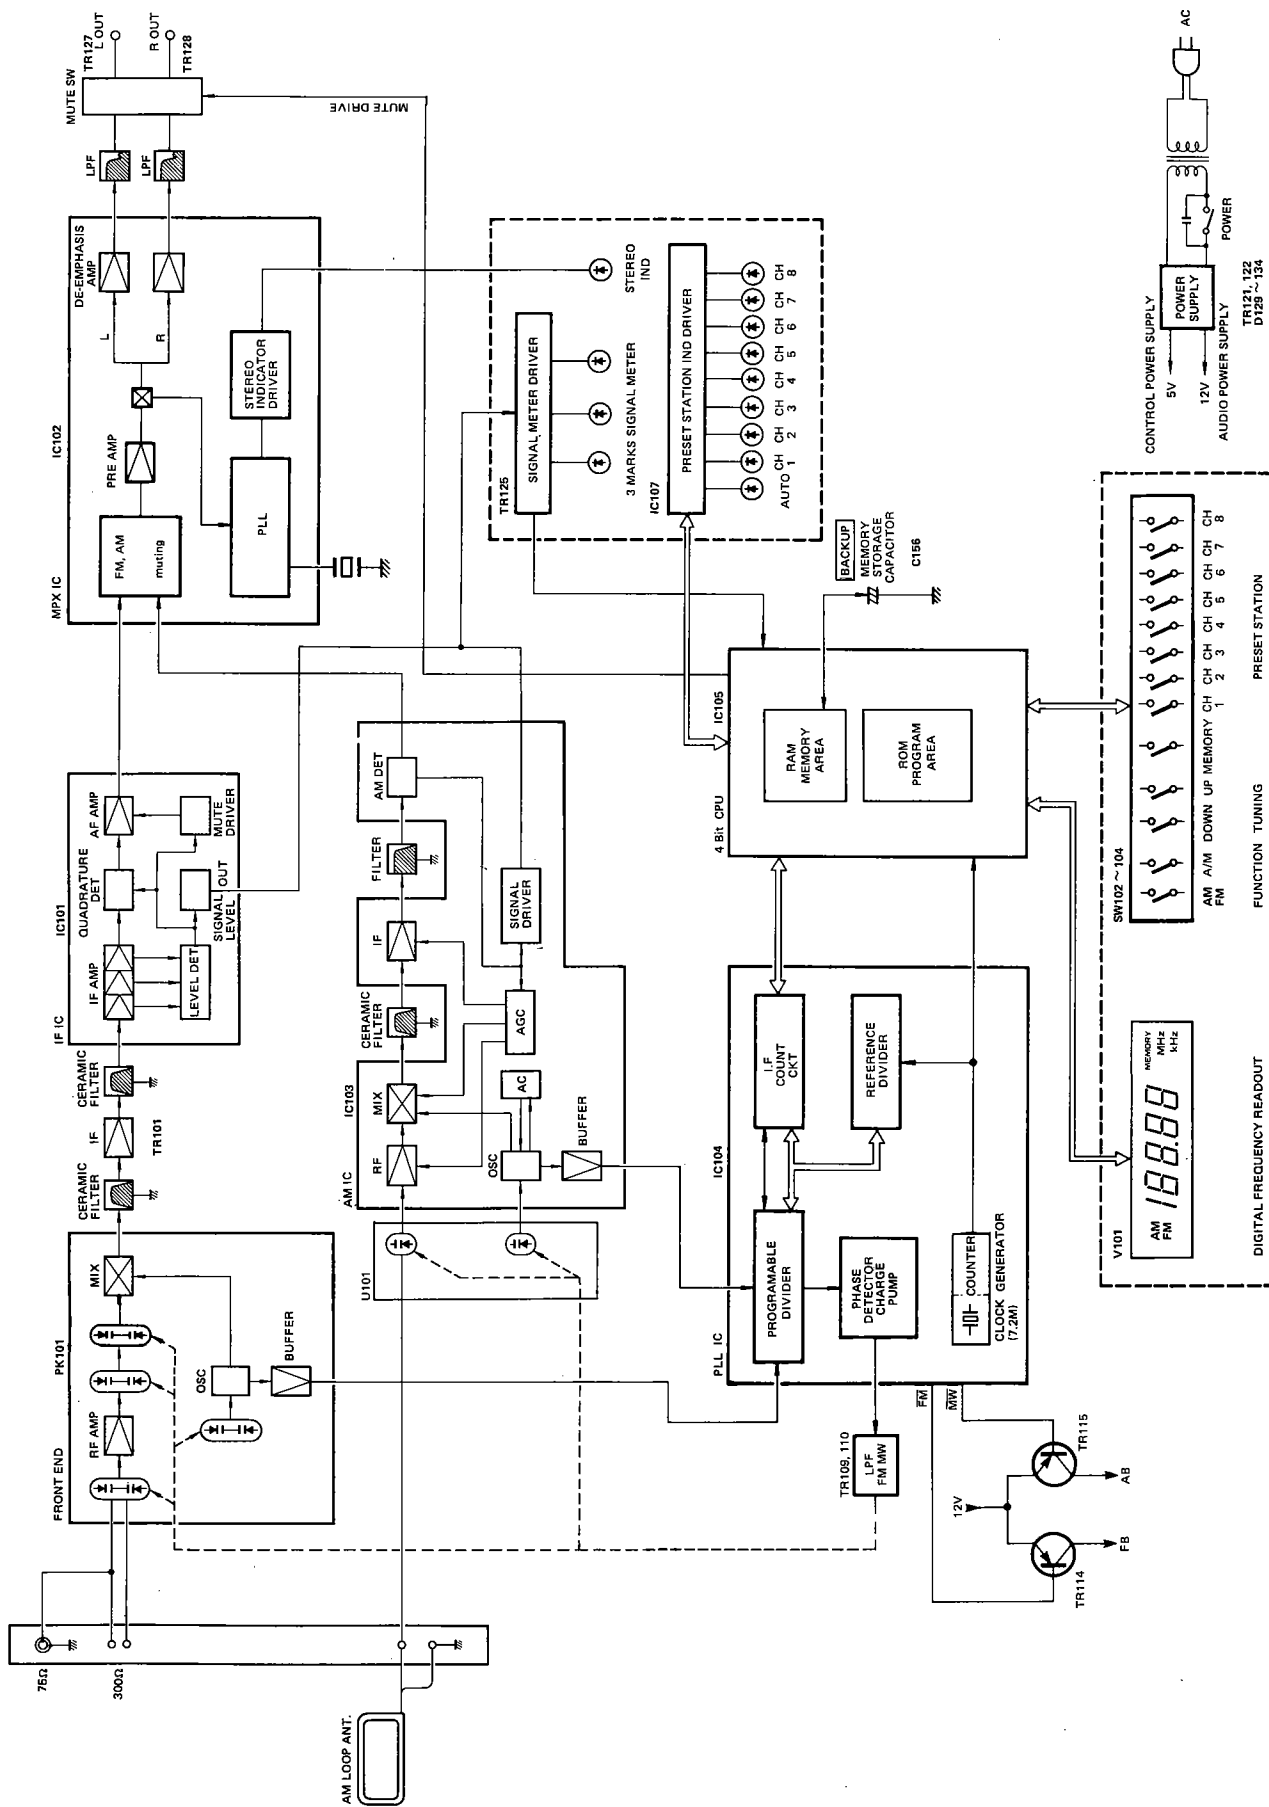 75Ω
300Ω
AM LOOP ANT.
FRONT END
PK101
RF AMP
MIX
OSC
BUFFER
CERAMIC
FILTER
IF
TR101
CERAMIC
FILTER
IF IC
IC101
IF AMP
QUADRATURE
DET
AF AMP
LEVEL DET
SIGNAL
LEVEL OUT
MUTE
DRIVER
MPX IC
IC102
FM, AM
muting
PRE AMP
DE-EMPHASIS
AMP
L
R
PLL
STEREO
INDICATOR
DRIVER
LPF
LPF
MUTE SW
TR127
L OUT
R OUT
TR128
MUTE DRIVE
U101
AM IC
IC103
RF
MIX
CERAMIC
FILTER
IF
FILTER
AM DET
OSC
AC
AGC
SIGNAL
DRIVER
BUFFER
TR125
SIGNAL METER DRIVER
3 MARKS SIGNAL METER
STEREO
IND
IC107
PRESET STATION IND DRIVER
AUTO CH 1 CH 2 CH 3 CH 4 CH 5 CH 6 CH 7 CH 8
PLL IC
IC104
PROGRAMABLE
DIVIDER
I.F
COUNT
CKT
PHASE
DETECTOR
CHARGE
PUMP
REFERENCE
DIVIDER
COUNTER
CLOCK GENERATOR
(7.2M)
TR109, 110
LPF
FM MW
FM
MW
12V
TR114
FB
TR115
AB
4 Bit CPU
IC105
RAM
MEMORY
AREA
ROM
PROGRAM
AREA
BACKUP
MEMORY
STORAGE
CAPACITOR
C156
V101
AM
FM
188.88
MEMORY
MHz
kHz
DIGITAL FREQUENCY READOUT
SW102 ~ 104
AM FM A/M DOWN UP MEMORY CH 1 CH 2 CH 3 CH 4 CH 5 CH 6 CH 7 CH 8
FUNCTION TUNING
PRESET STATION
CONTROL POWER SUPPLY
5V
12V
AUDIO POWER SUPPLY
POWER
SUPPLY
TR121, 122
D129 ~ 134
POWER
AC